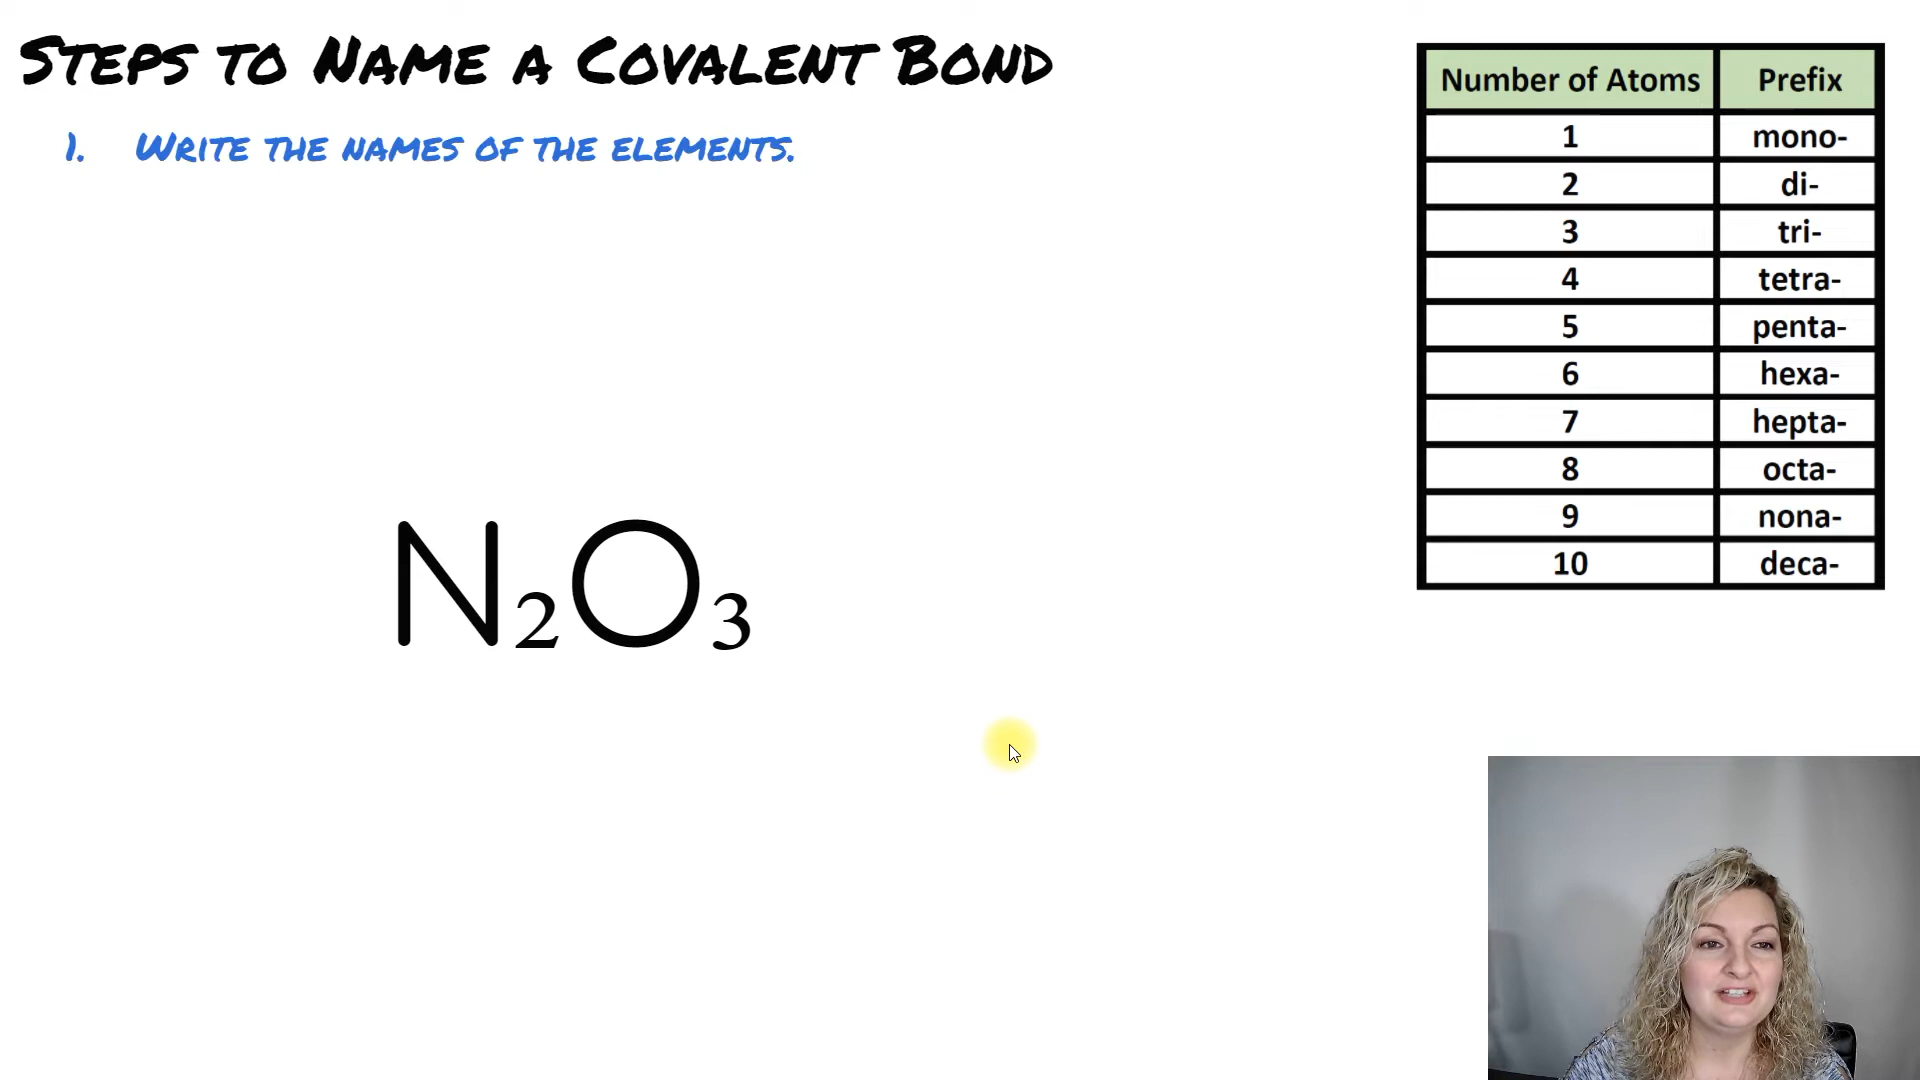 STEPS TO NAME A COVALENT BOND
1. WRITE THE NAMES OF THE ELEMENTS.
Number of Atoms Prefix
1 mono-
2 di-
3 tri-
4 tetra-
5 penta-
6 hexa-
7 hepta-
8 octa-
9 nona-
10 deca-
N₂O₃